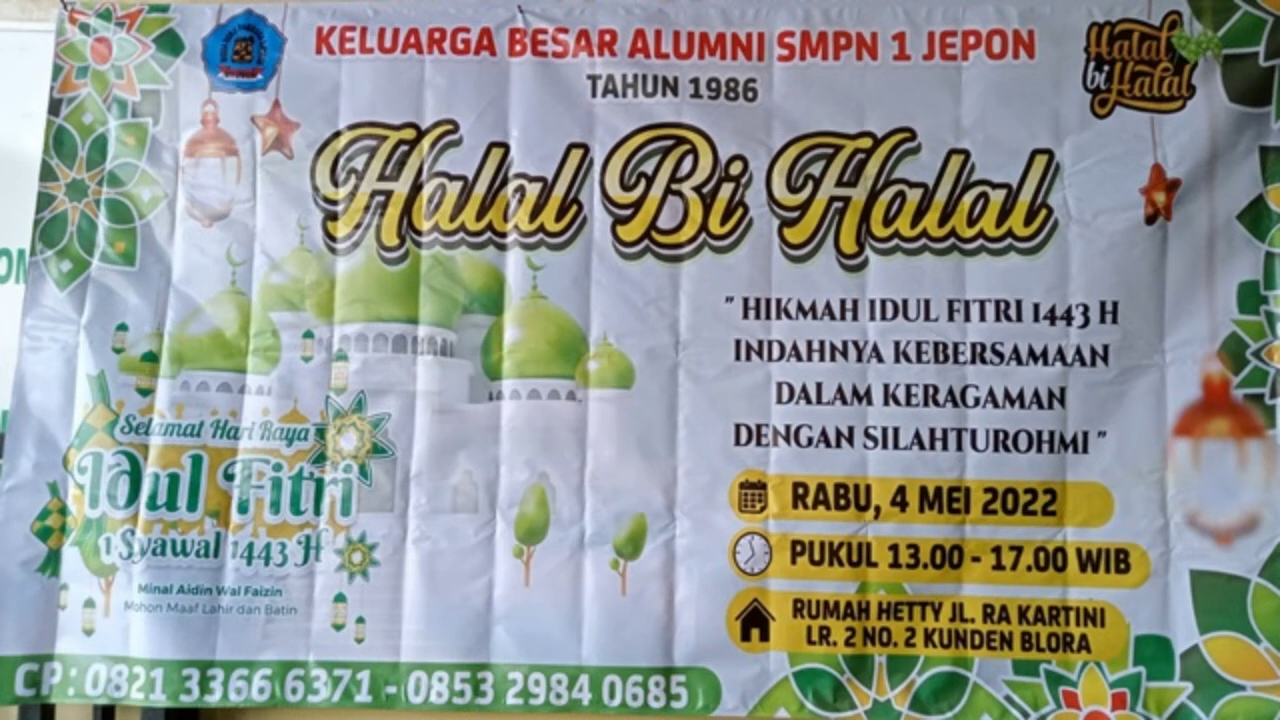 KELUARGA BESAR ALUMNI SMPN 1 JEPON
TAHUN 1986
Halal
bi Halal
Halal Bi Halal
" HIKMAH IDUL FITRI 1443 H
INDAHNYA KEBERSAMAAN
DALAM KERAGAMAN
DENGAN SILAHTUROHMI "
RABU, 4 MEI 2022
PUKUL 13.00 - 17.00 WIB
RUMAH HETTY JL. RA KARTINI
LR. 2 NO. 2 KUNDEN BLORA
Selamat Hari Raya
Idul Fitri
1 Syawal 1443 H
Minal Aidin Wal Faizin
Mohon Maaf Lahir dan Batin
CP : 0821 3366 6371 - 0853 2984 0685